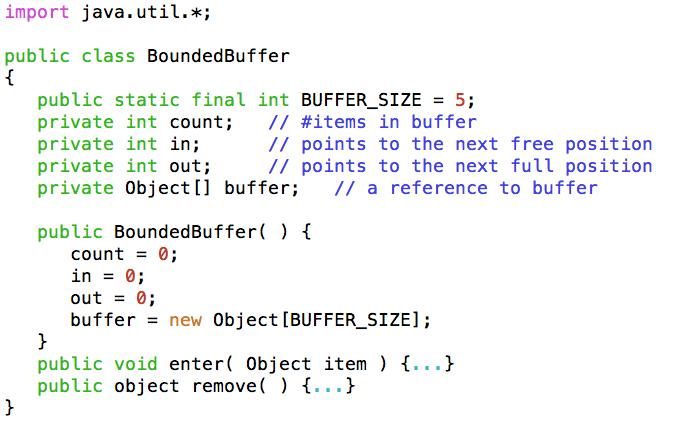 import java.util.*;

public class BoundedBuffer
{
   public static final int BUFFER_SIZE = 5;
   private int count;   // #items in buffer
   private int in;      // points to the next free position
   private int out;     // points to the next full position
   private Object[] buffer;   // a reference to buffer

   public BoundedBuffer( ) {
      count = 0;
      in = 0;
      out = 0;
      buffer = new Object[BUFFER_SIZE];
   }
   public void enter( Object item ) {...}
   public object remove( ) {...}
}